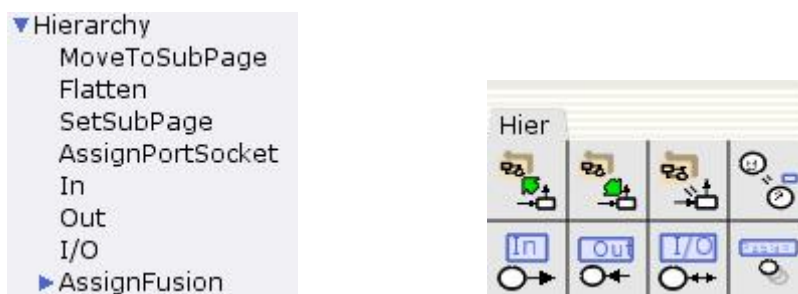 Hierarchy
MoveToSubPage
Flatten
SetSubPage
AssignPortSocket
In
Out
I/O
AssignFusion
Hier
In Out I/O